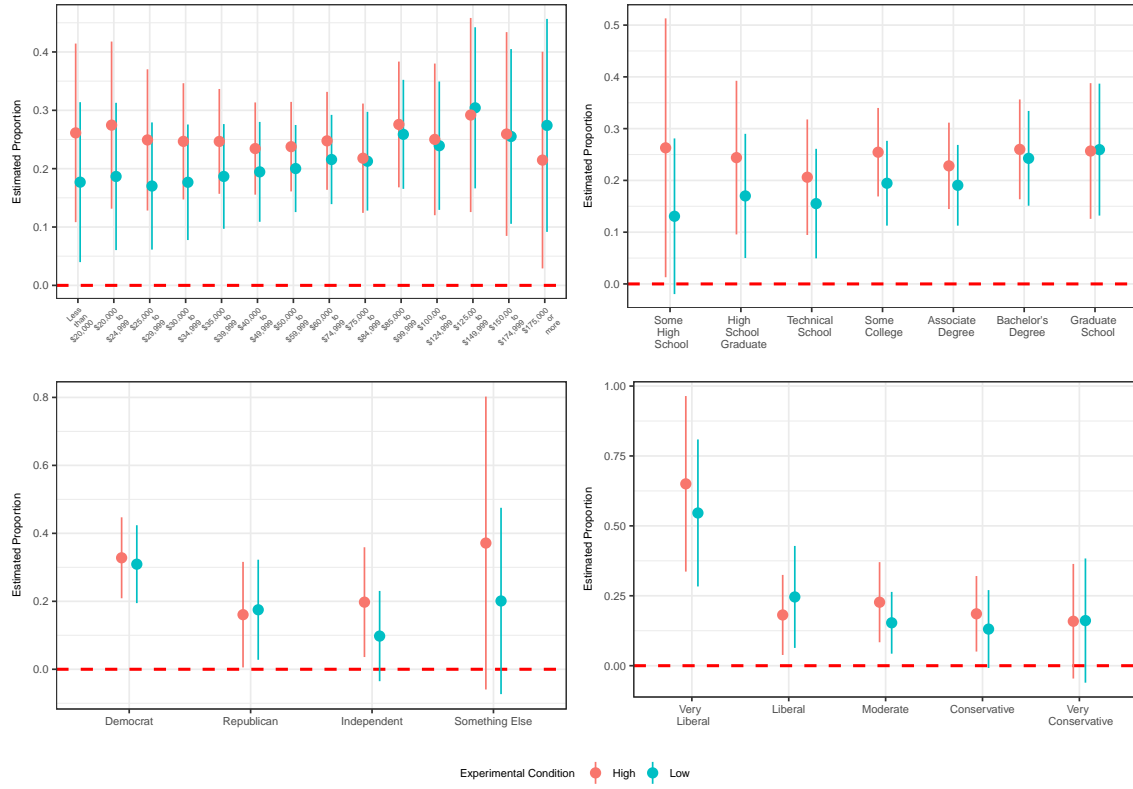 Estimated Proportion
0.4
0.3
0.2
0.1
0.0
Less
than
$20,000
$20,000
to
$24,999
$25,000
to
$29,999
$30,000
to
$34,999
$35,000
to
$39,999
$40,000
to
$49,999
$50,000
to
$59,999
$60,000
to
$74,999
$75,000
to
$84,999
$85,000
to
$99,999
$100,00
to
$124,999
$125,00
to
$149,999
$150,00
to
$174,999
$175,000
or
more
Estimated Proportion
0.5
0.4
0.3
0.2
0.1
0.0
Some
High
School
High
School
Graduate
Technical
School
Some
College
Associate
Degree
Bachelor's
Degree
Graduate
School
Estimated Proportion
0.8
0.6
0.4
0.2
0.0
Democrat
Republican
Independent
Something Else
Estimated Proportion
1.00
0.75
0.50
0.25
0.00
Very
Liberal
Liberal
Moderate
Conservative
Very
Conservative
Experimental Condition High Low